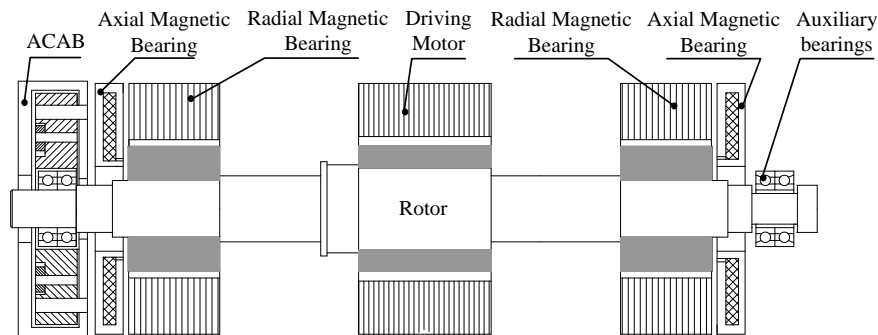 ACAB
Axial Magnetic
Bearing
Radial Magnetic
Bearing
Driving
Motor
Radial Magnetic
Bearing
Axial Magnetic
Bearing
Auxiliary
bearings
Rotor